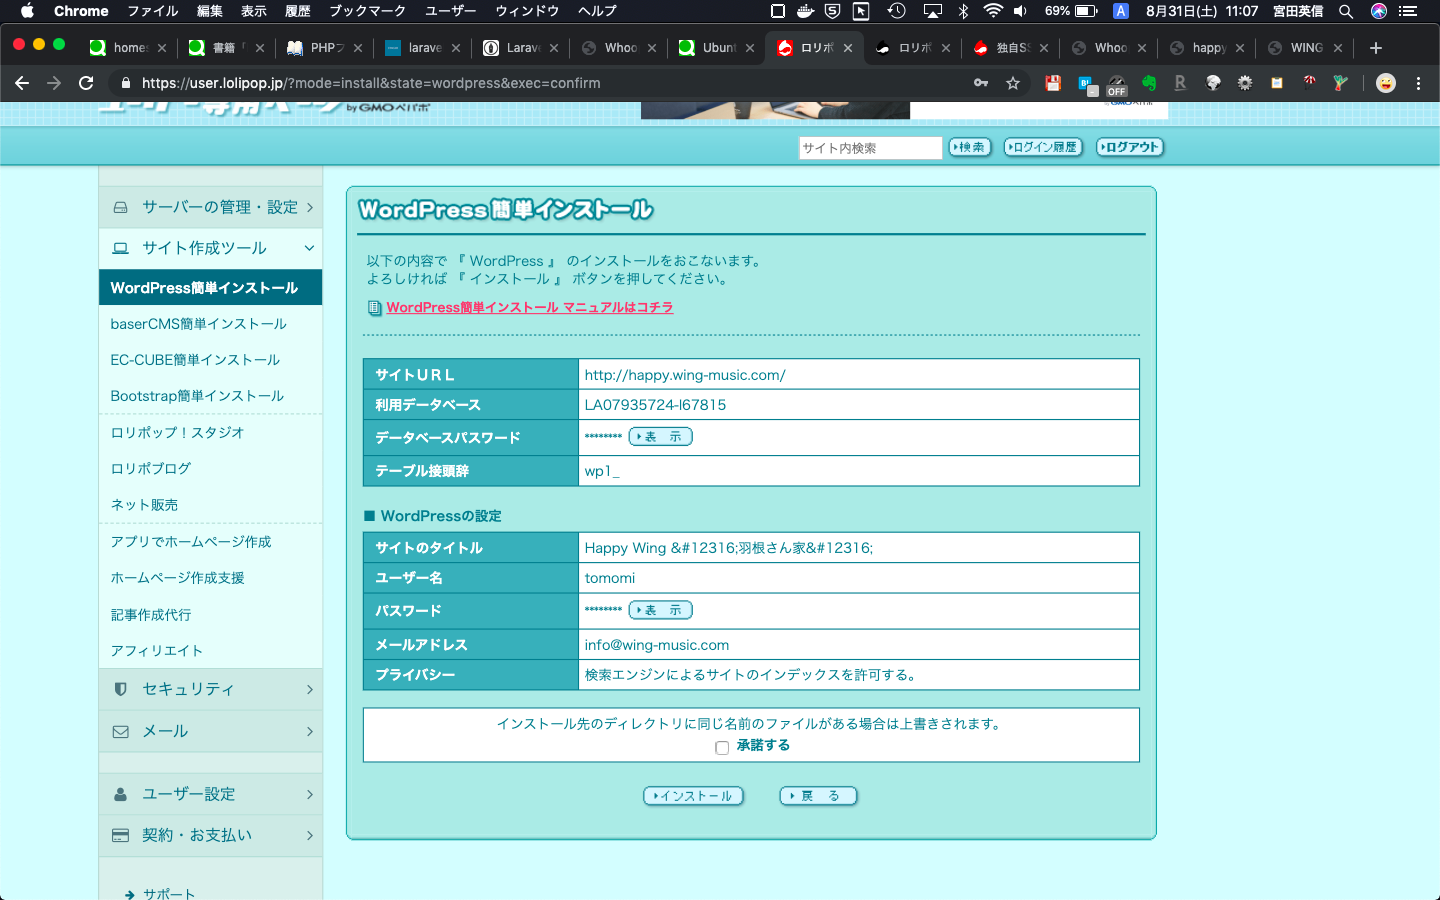 Chrome ファイル 編集 表示 履歴 ブックマーク ユーザー ウィンドウ ヘルプ 69% A 8月31日(土) 11:07 宮田英信
home 書籍「 PHPフ larave Larave Whoo Ubunt ロリポ ロリポ 独自SS Whoo happy WING
https://user.lolipop.jp/?mode=install&state=wordpress&exec=confirm OFF
ユーザー専用ページ by GMOペパボ
サイト内検索 検索 ログイン履歴 ログアウト
サーバーの管理・設定
サイト作成ツール
WordPress簡単インストール
baserCMS簡単インストール
EC-CUBE簡単インストール
Bootstrap簡単インストール
ロリポップ！スタジオ
ロリポブログ
ネット販売
アプリでホームページ作成
ホームページ作成支援
記事作成代行
アフィリエイト
セキュリティ
メール
ユーザー設定
契約・お支払い
サポート
WordPress簡単インストール
以下の内容で 『 WordPress 』 のインストールをおこないます。
よろしければ 『 インストール 』 ボタンを押してください。
WordPress簡単インストール マニュアルはコチラ
サイトＵＲＬ http://happy.wing-music.com/
利用データベース LA07935724-l67815
データベースパスワード ******** 表 示
テーブル接頭辞 wp1_
■ WordPressの設定
サイトのタイトル Happy Wing &#12316;羽根さん家&#12316;
ユーザー名 tomomi
パスワード ******** 表 示
メールアドレス info@wing-music.com
プライバシー 検索エンジンによるサイトのインデックスを許可する。
インストール先のディレクトリに同じ名前のファイルがある場合は上書きされます。
承諾する
インストール 戻 る